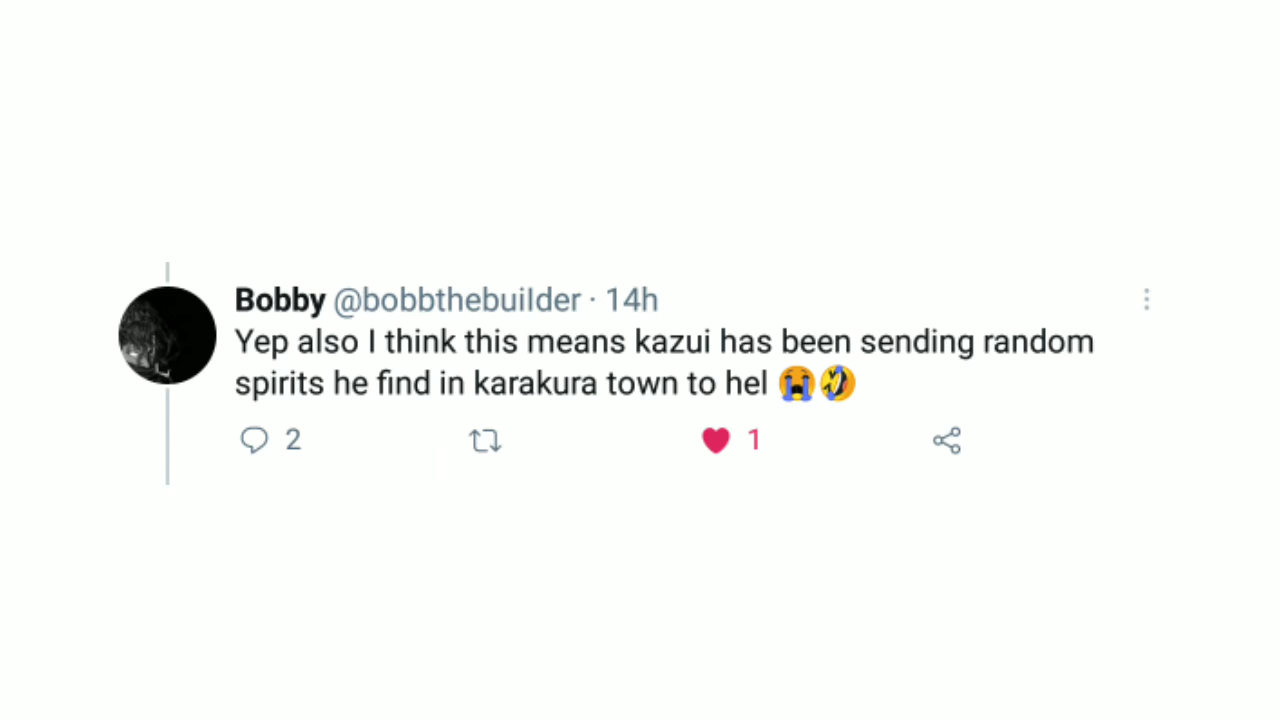 Bobby @bobbthebuilder · 14h
Yep also I think this means kazui has been sending random
spirits he find in karakura town to hel 😭🤣
2 1